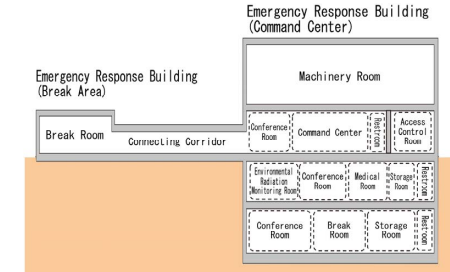 Emergency Response Building
(Command Center)
Machinery Room
Emergency Response Building
(Break Area)
Break Room
Connecting Corridor
Conference
Room
Command Center
Restroom
Access
Control
Room
Environmental
Radiation
Monitoring Room
Conference
Room
Medical
Room
Storage
Room
Restroom
Conference
Room
Break
Room
Storage
Room
Restroom